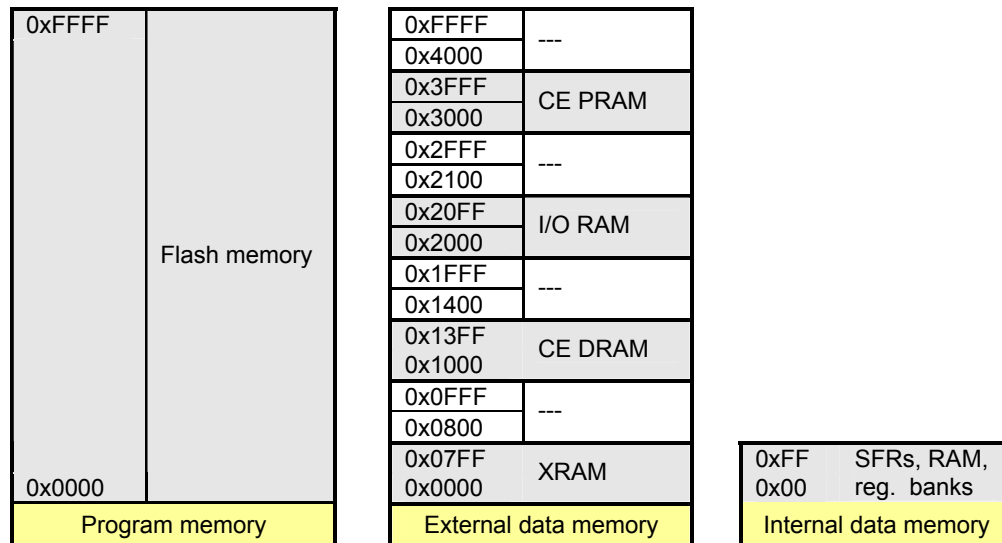 0xFFFF
Flash memory
0x0000
Program memory
0xFFFF
---
0x4000
0x3FFF
CE PRAM
0x3000
0x2FFF
---
0x2100
0x20FF
I/O RAM
0x2000
0x1FFF
---
0x1400
0x13FF
CE DRAM
0x1000
0x0FFF
---
0x0800
0x07FF
XRAM
0x0000
External data memory
0xFF SFRs, RAM,
0x00 reg. banks
Internal data memory